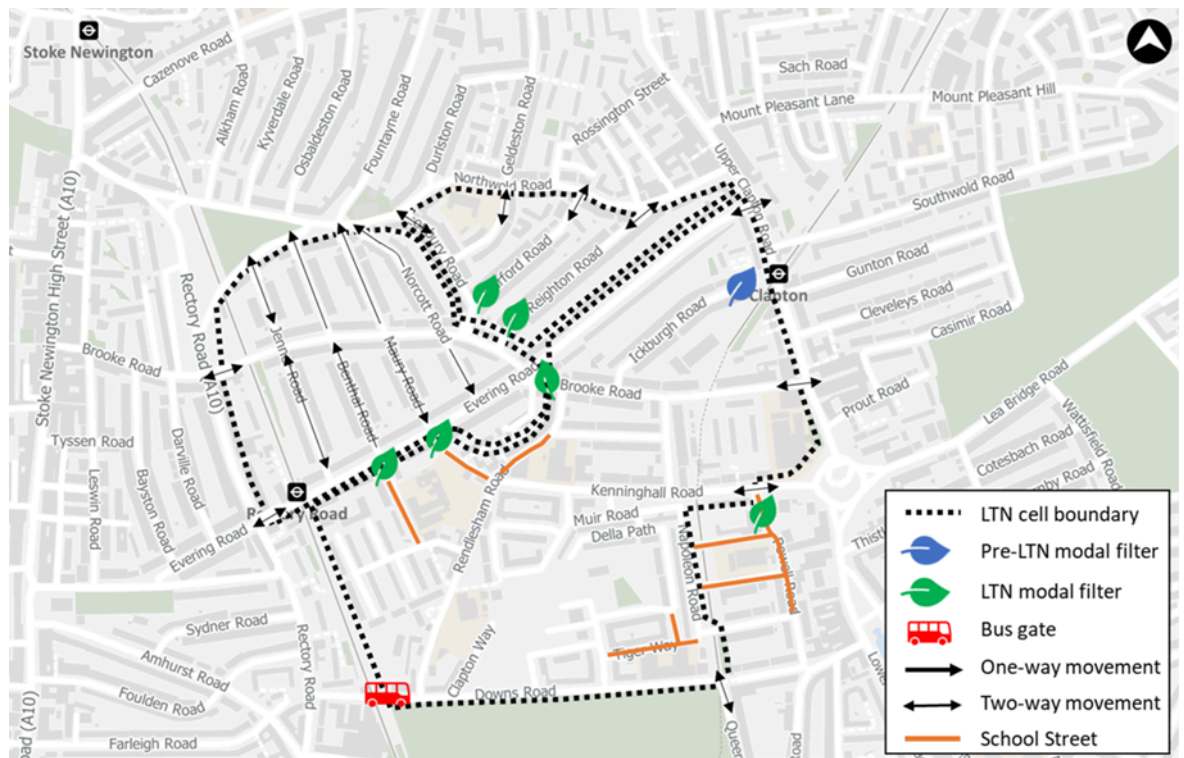 Stoke Newington
Cazenove Road
Alkham Road
Kyverdale Road
Osbaldeston Road
Fountayne Road
Durlston Road
Geldeston Road
Rossington Street
Sach Road
Mount Pleasant Lane
Mount Pleasant Hill
Northwold Road
Upper Clapton Road
Southwold Road
Stoke Newington High Street (A10)
Rectory Road (A10)
Norcott Road
Reighton Road
Gunton Road
Clapton
Cleveleys Road
Casimir Road
Ickburgh Road
Brooke Road
Jenner Road
Benthal Road
Maury Road
Evering Road
Brooke Road
Prout Road
Lea Bridge Road
Wattisfield Road
Tyssen Road
Darville Road
Bayston Road
Leswin Road
Cotesbach Road
Kenninghall Road
Rendlesham Road
Muir Road
Della Path
Napoleon Road
Powell Road
Evering Road
Sydner Road
Rectory Road
Amhurst Road
Foulden Road
Farleigh Road
Clapton Way
Tiger Way
Downs Road
LTN cell boundary
Pre-LTN modal filter
LTN modal filter
Bus gate
One-way movement
Two-way movement
School Street